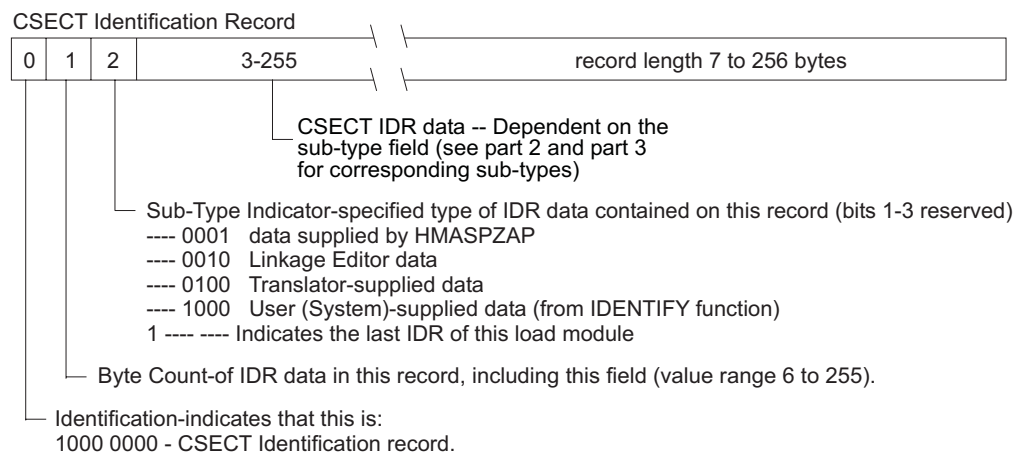 CSECT Identification Record
0 1 2 3-255 record length 7 to 256 bytes
CSECT IDR data -- Dependent on the
sub-type field (see part 2 and part 3
for corresponding sub-types)
Sub-Type Indicator-specified type of IDR data contained on this record (bits 1-3 reserved)
---- 0001 data supplied by HMASPZAP
---- 0010 Linkage Editor data
---- 0100 Translator-supplied data
---- 1000 User (System)-supplied data (from IDENTIFY function)
1 ---- ---- Indicates the last IDR of this load module
Byte Count-of IDR data in this record, including this field (value range 6 to 255).
Identification-indicates that this is:
1000 0000 - CSECT Identification record.